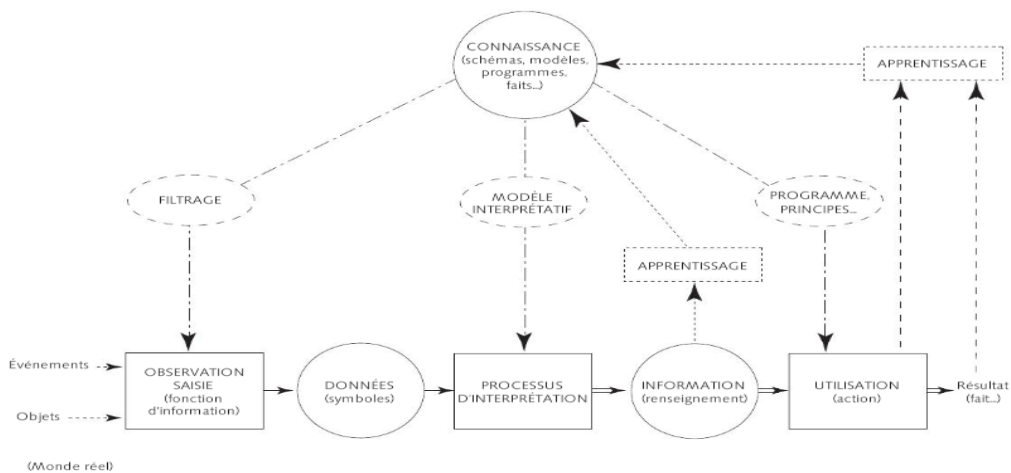 CONNAISSANCE
(schémas, modèles,
programmes,
faits...)
APPRENTISSAGE
FILTRAGE
MODÈLE
INTERPRÉTATIF
PROGRAMME,
PRINCIPES...
APPRENTISSAGE
Événements
Objets
OBSERVATION
SAISIE
(fonction
d'information)
DONNÉES
(symboles)
PROCESSUS
D'INTERPRÉTATION
INFORMATION
(renseignement)
UTILISATION
(action)
Résultat
(fait...)
(Monde réel)